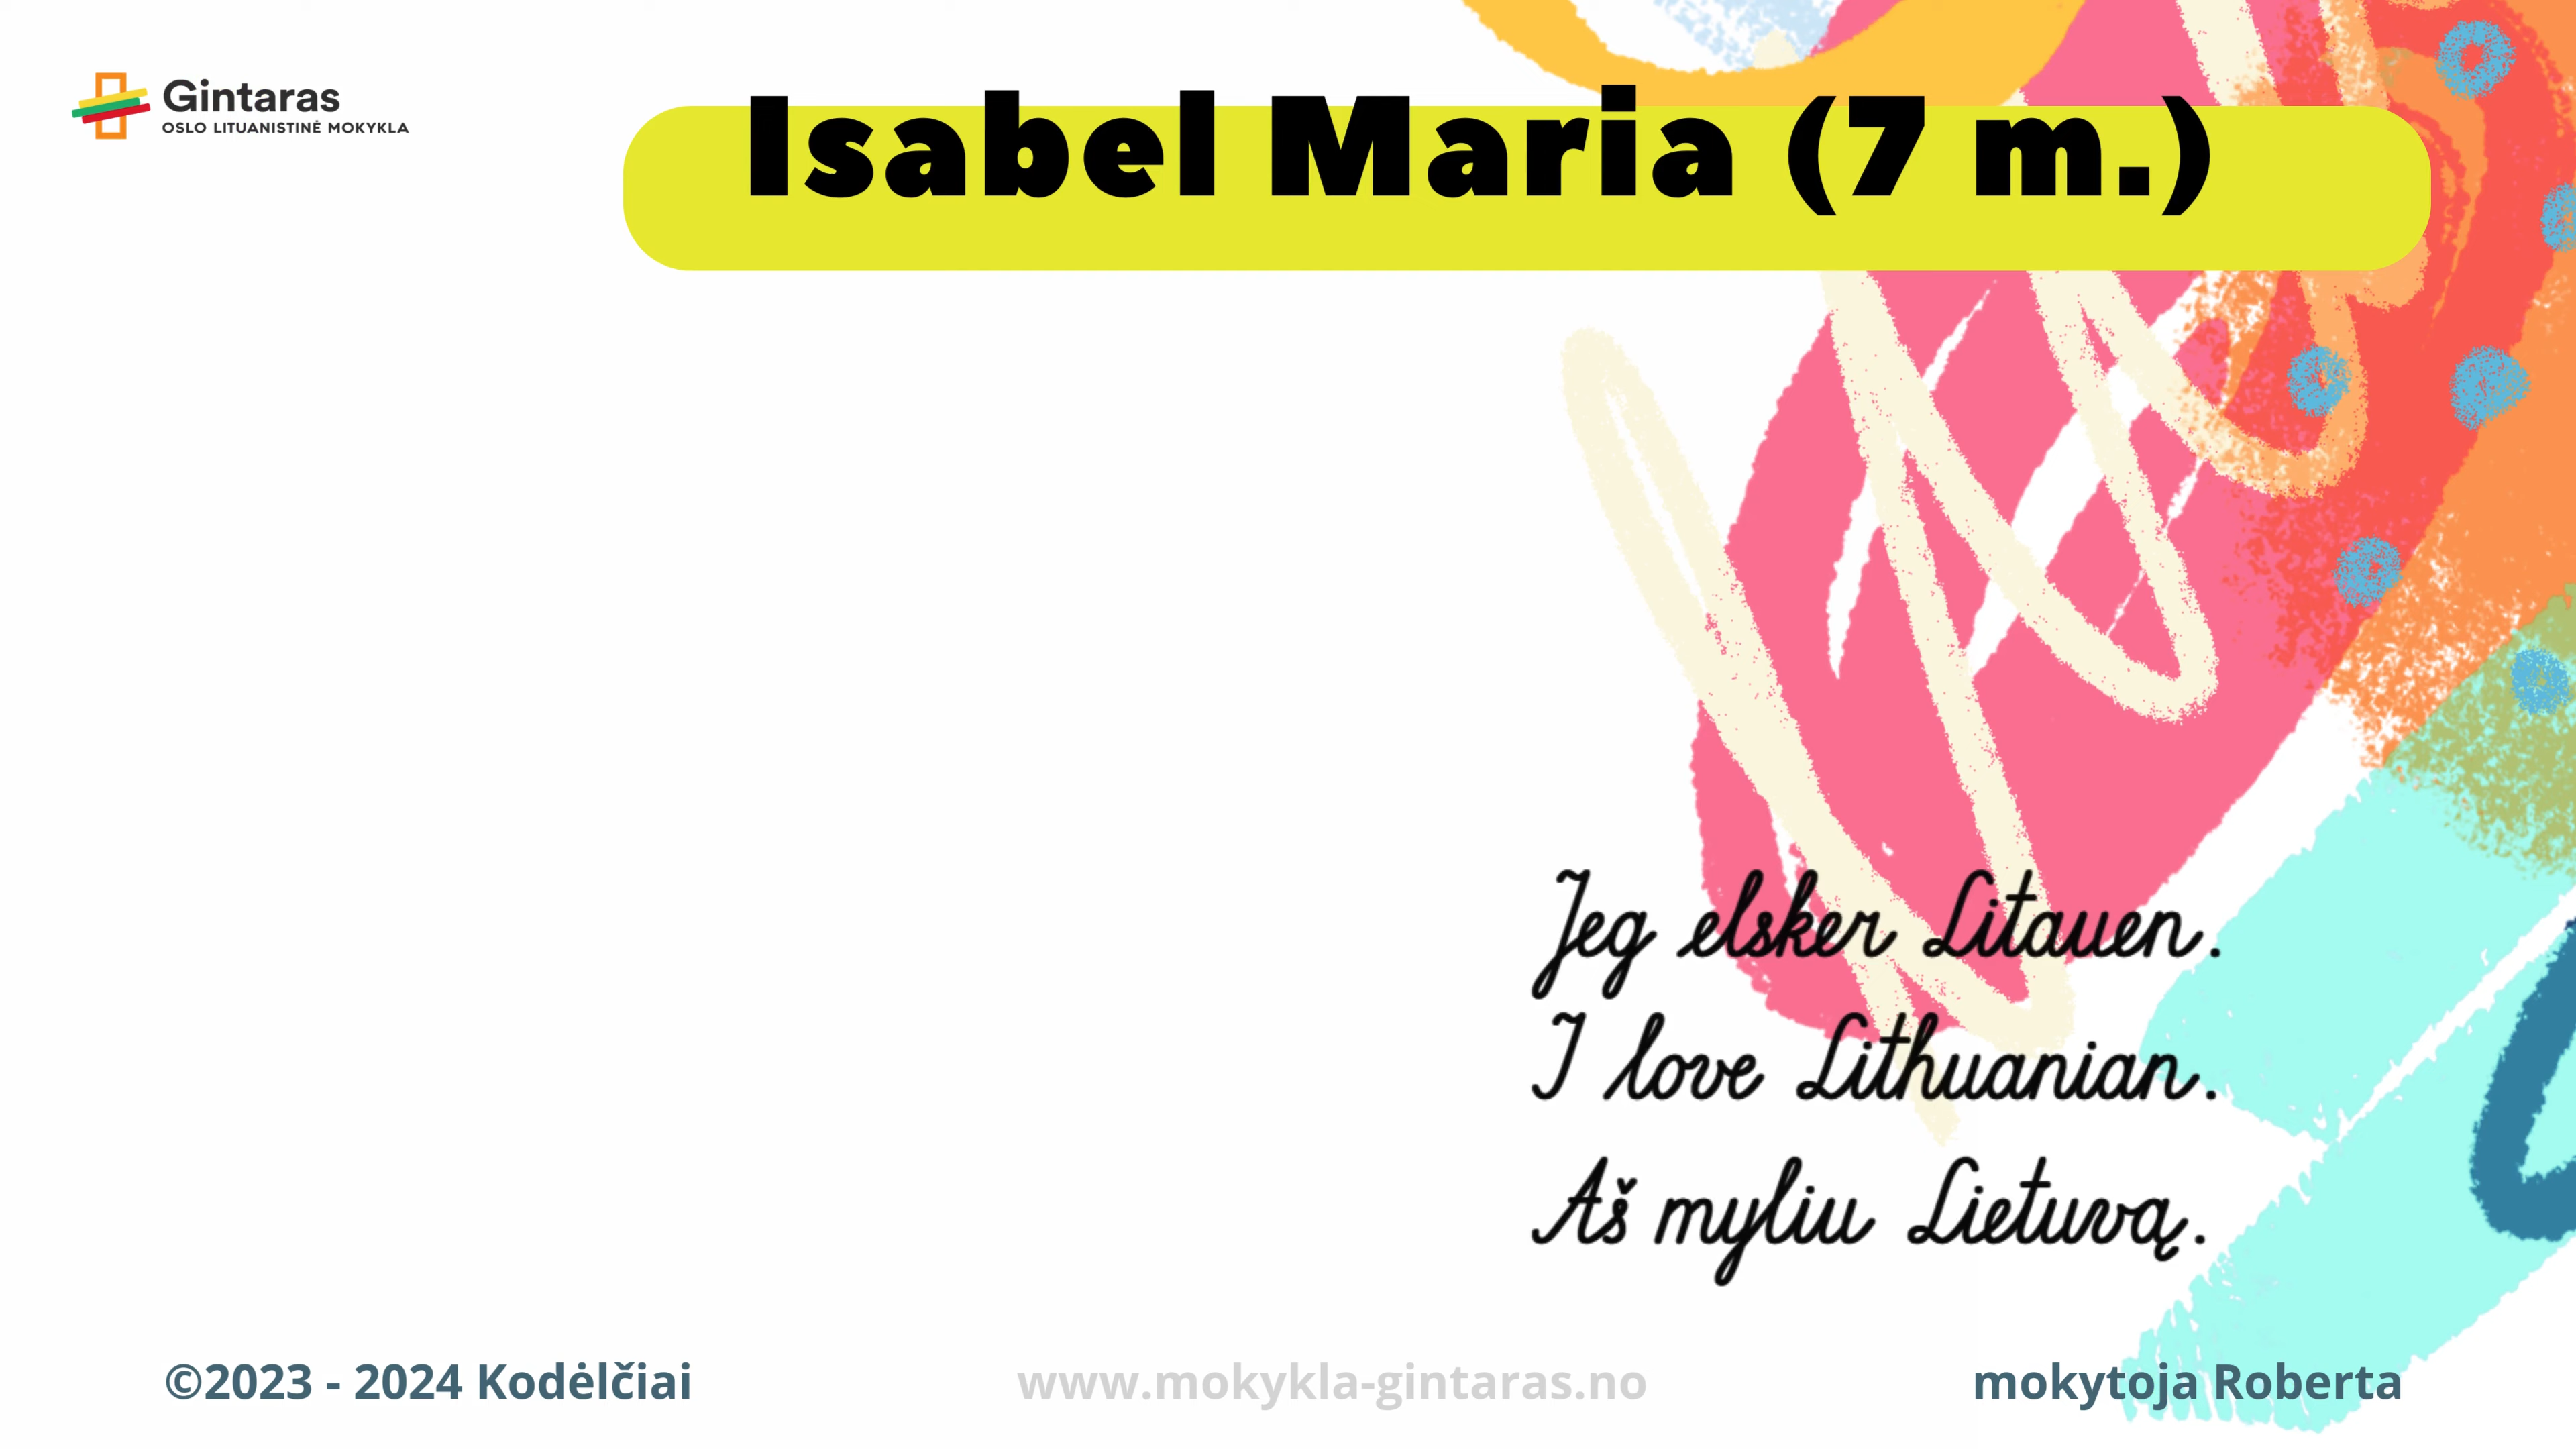 Gintaras
OSLO LITUANISTINĖ MOKYKLA
Isabel Maria (7 m.)
Jeg elsker Litauen.
I love Lithuanian.
Aš myliu Lietuvą.
©2023 - 2024 Kodėlčiai
www.mokykla-gintaras.no
mokytoja Roberta